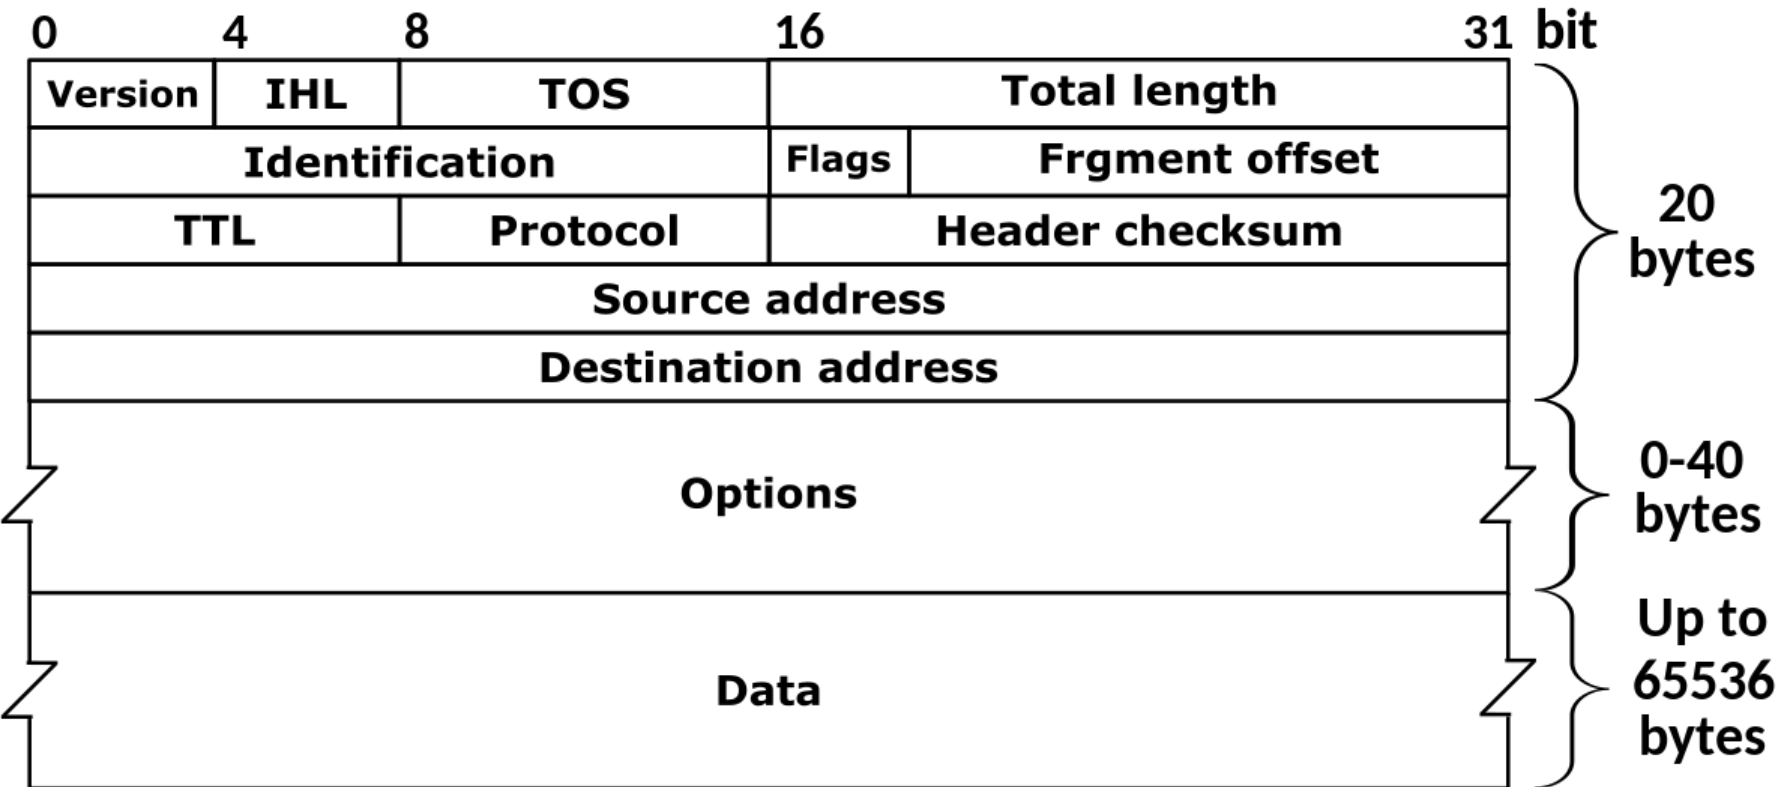 0 4 8 16 31 bit
Version IHL TOS Total length
Identification Flags Frgment offset
TTL Protocol Header checksum
Source address
Destination address
20
bytes
Options
0-40
bytes
Data
Up to
65536
bytes